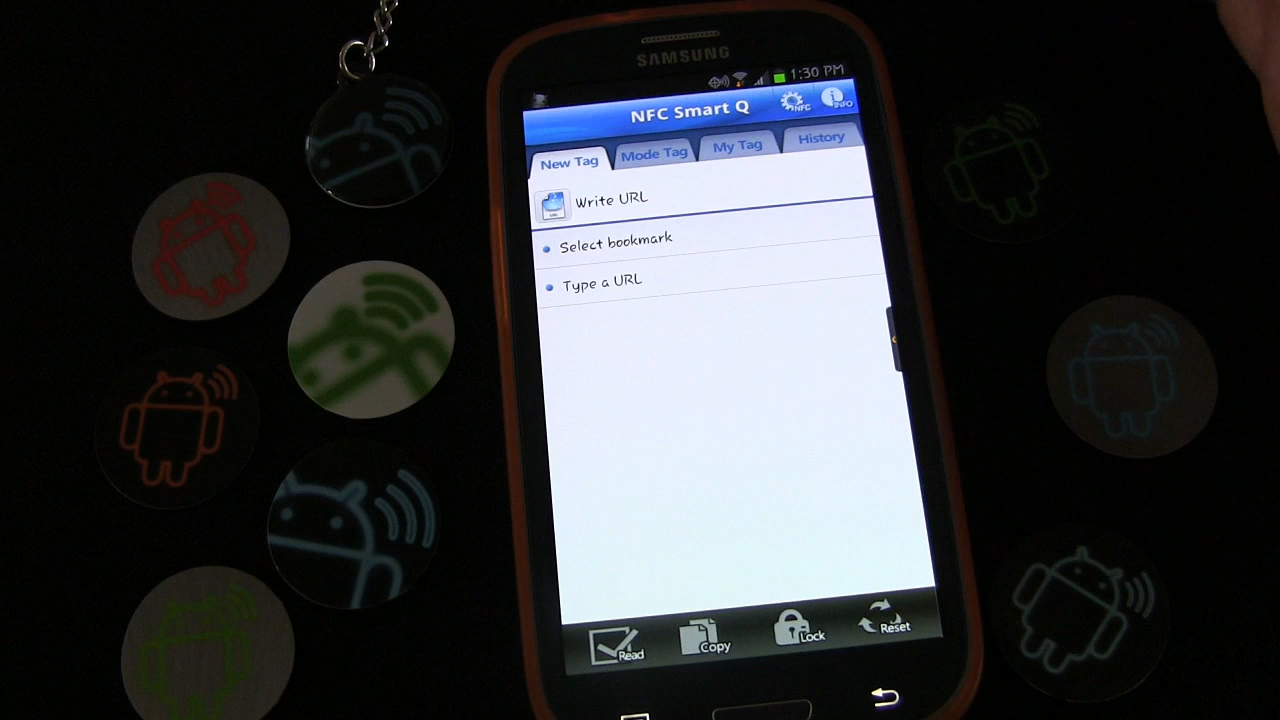 SAMSUNG
1:30 PM
NFC Smart Q
NFC
INFO
New Tag
Mode Tag
My Tag
History
Write URL
URL
Select bookmark
Type a URL
Read
Copy
Lock
Reset